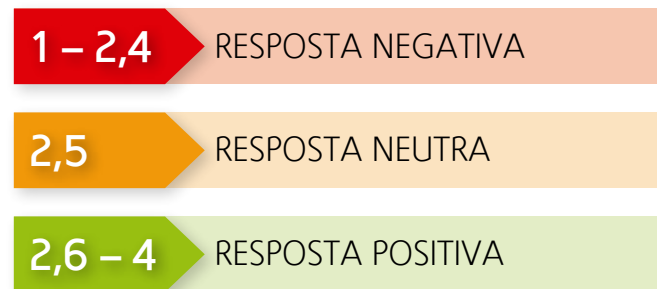 1 – 2,4 RESPOSTA NEGATIVA
2,5 RESPOSTA NEUTRA
2,6 – 4 RESPOSTA POSITIVA